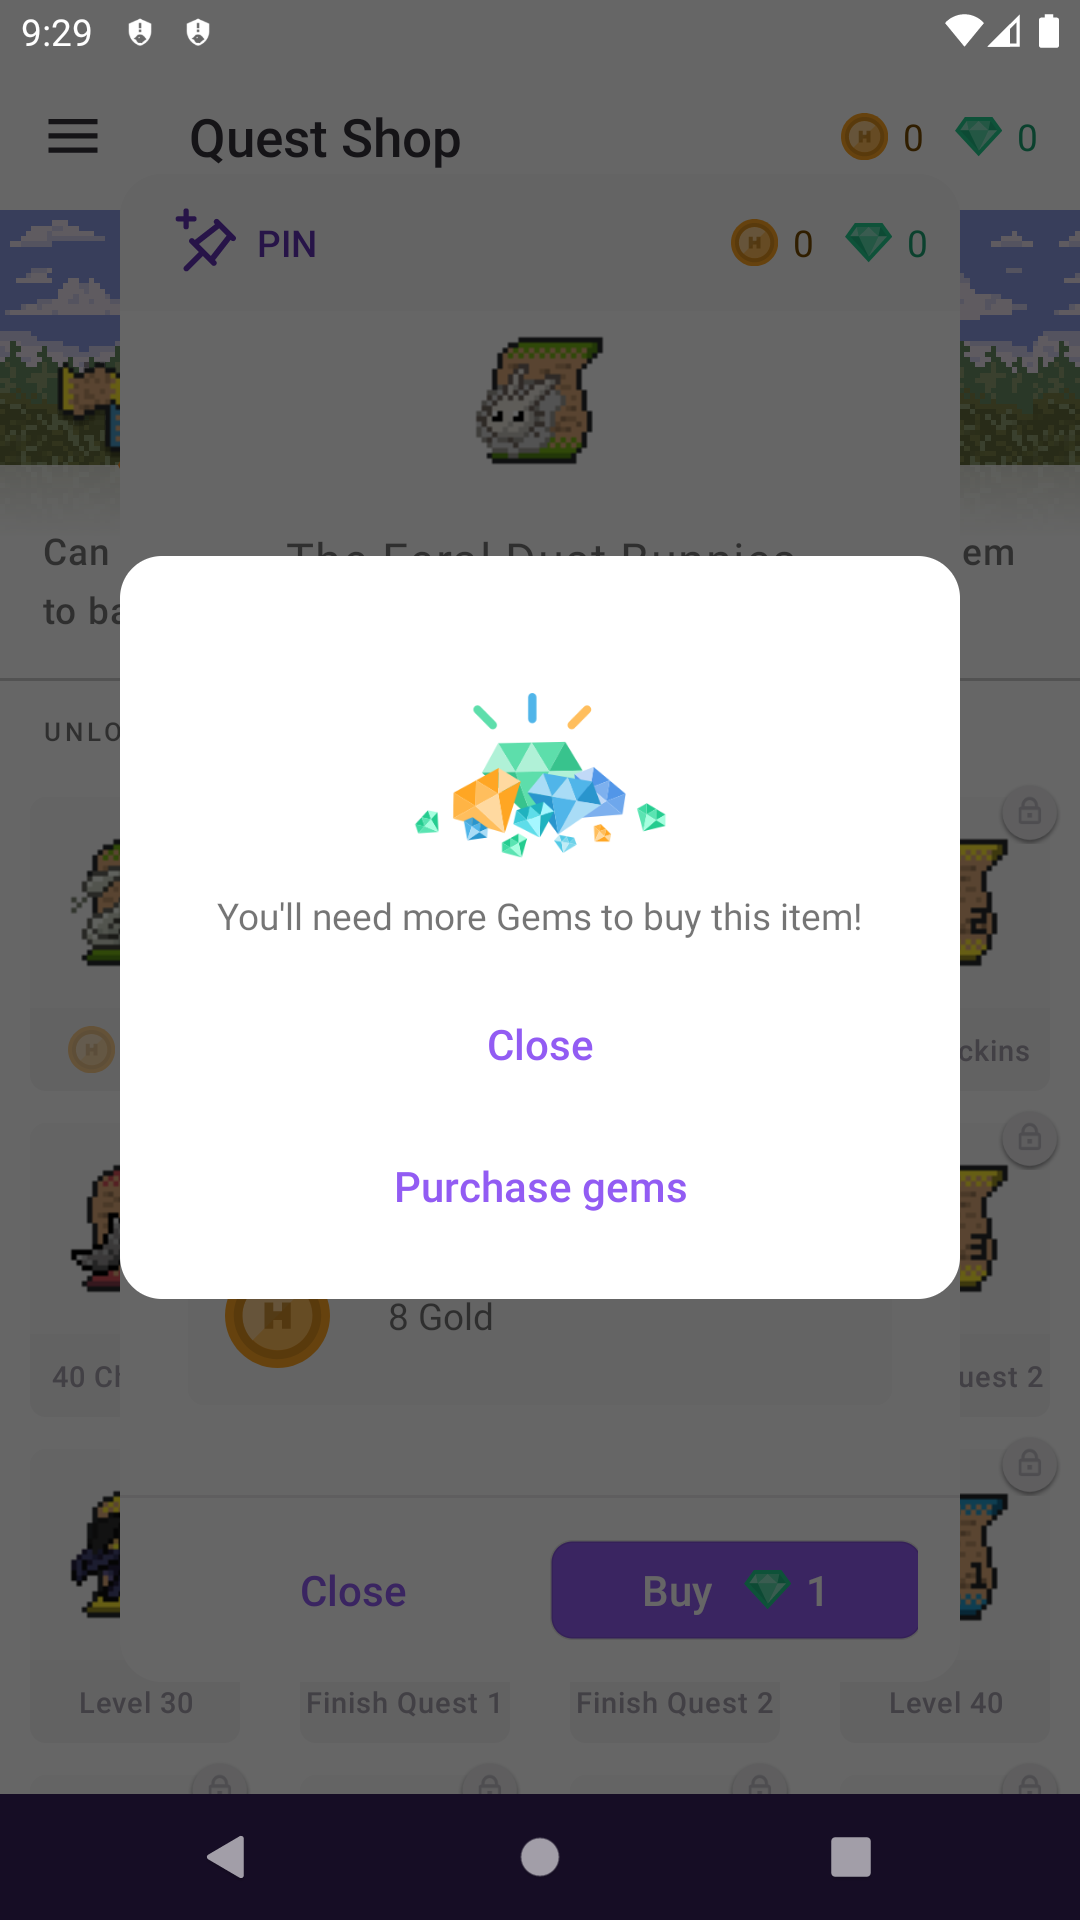 9:29
Quest Shop
0
0
PIN
0
0
The Feral Dust Bunnies
Can
em
to ba
UNLO
You'll need more Gems to buy this item!
ckins
Close
Purchase gems
8 Gold
40 Ch
uest 2
Close
Buy 1
Level 30
Finish Quest 1
Finish Quest 2
Level 40